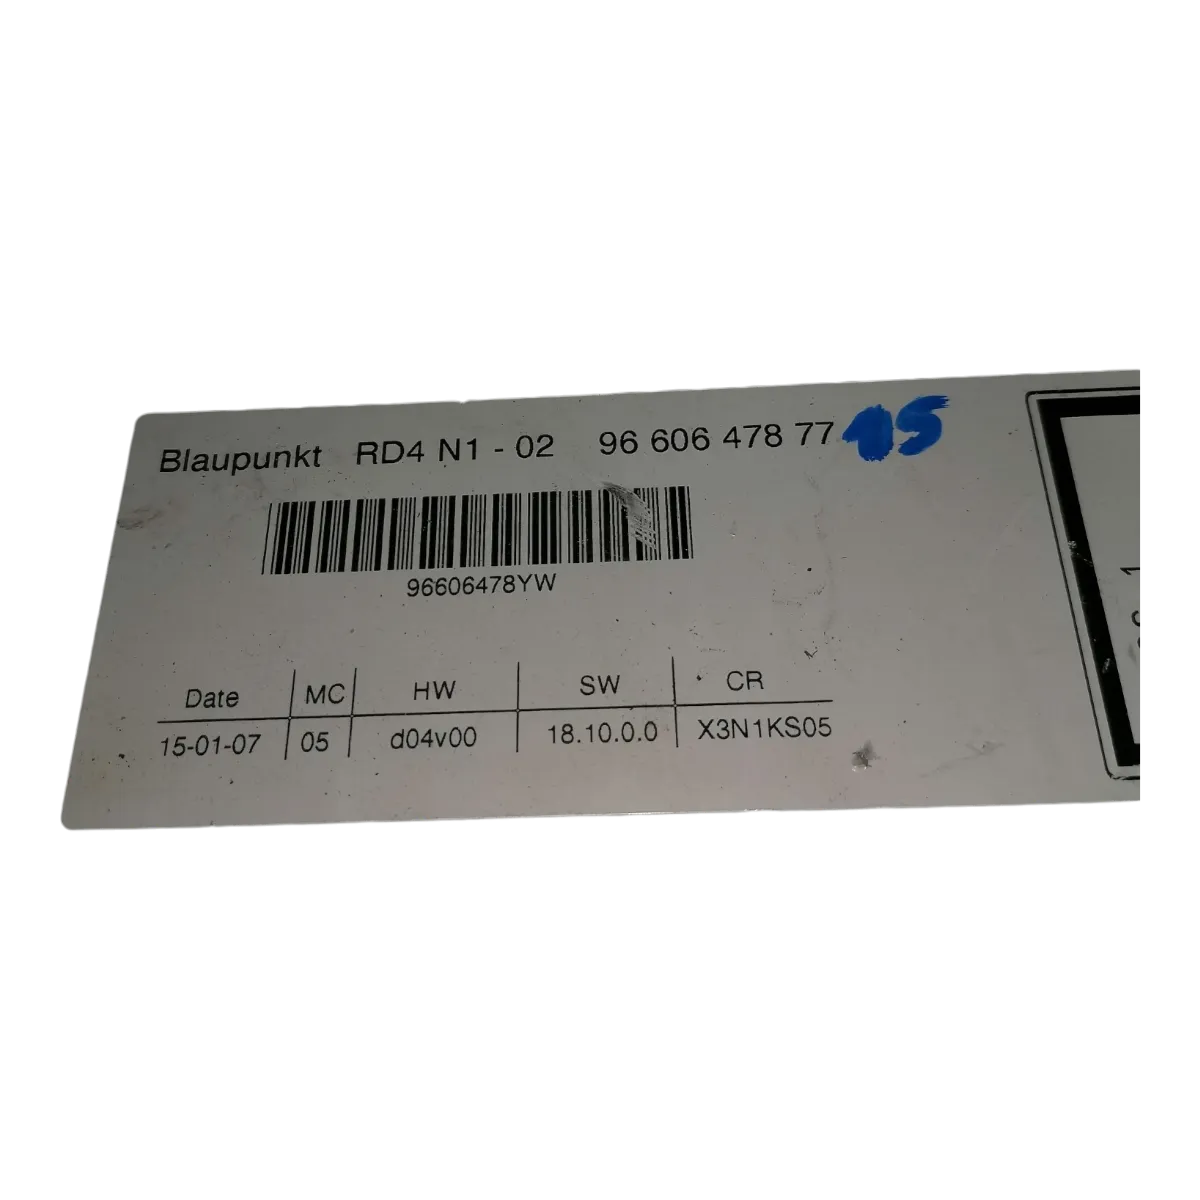 Blaupunkt RD4 N1 - 02 96 606 478 77 15
96606478YW
Date MC HW SW CR
15-01-07 05 d04v00 18.10.0.0 X3N1KS05